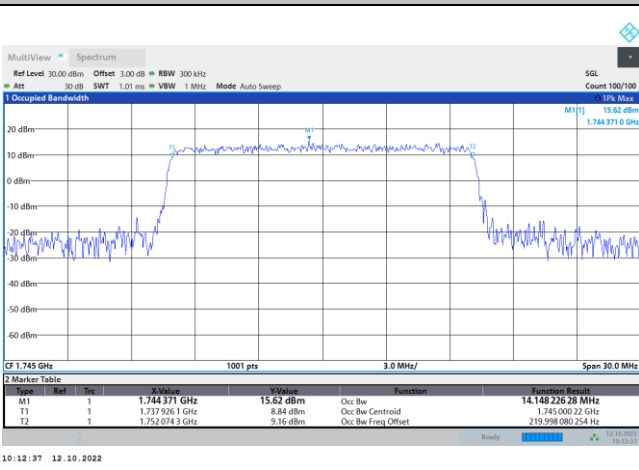 MultiView Spectrum
Ref Level 30.00 dBm Offset 3.00 dB RBW 300 kHz SGL
Att 30 dB SWT 1.01 ms VBW 1 MHz Mode Auto Sweep Count 100/100
1 Occupied Bandwidth 1Pk Max
M1[1] 15.62 dBm
1.744 371 0 GHz
20 dBm
M1
T1 T2
10 dBm
0 dBm
-10 dBm
-20 dBm
-30 dBm
-40 dBm
-50 dBm
-60 dBm
CF 1.745 GHz 1001 pts 3.0 MHz/ Span 30.0 MHz
2 Marker Table
Type Ref Trc X-Value Y-Value Function Function Result
M1 1 1.744 371 GHz 15.62 dBm Occ Bw 14.148 226 28 MHz
T1 1 1.737 926 1 GHz 8.84 dBm Occ Bw Centroid 1.745 000 22 GHz
T2 1 1.752 074 3 GHz 9.16 dBm Occ Bw Freq Offset 219.998 080 254 Hz
Ready 12.10.2022
10:12:37
10:12:37 12.10.2022